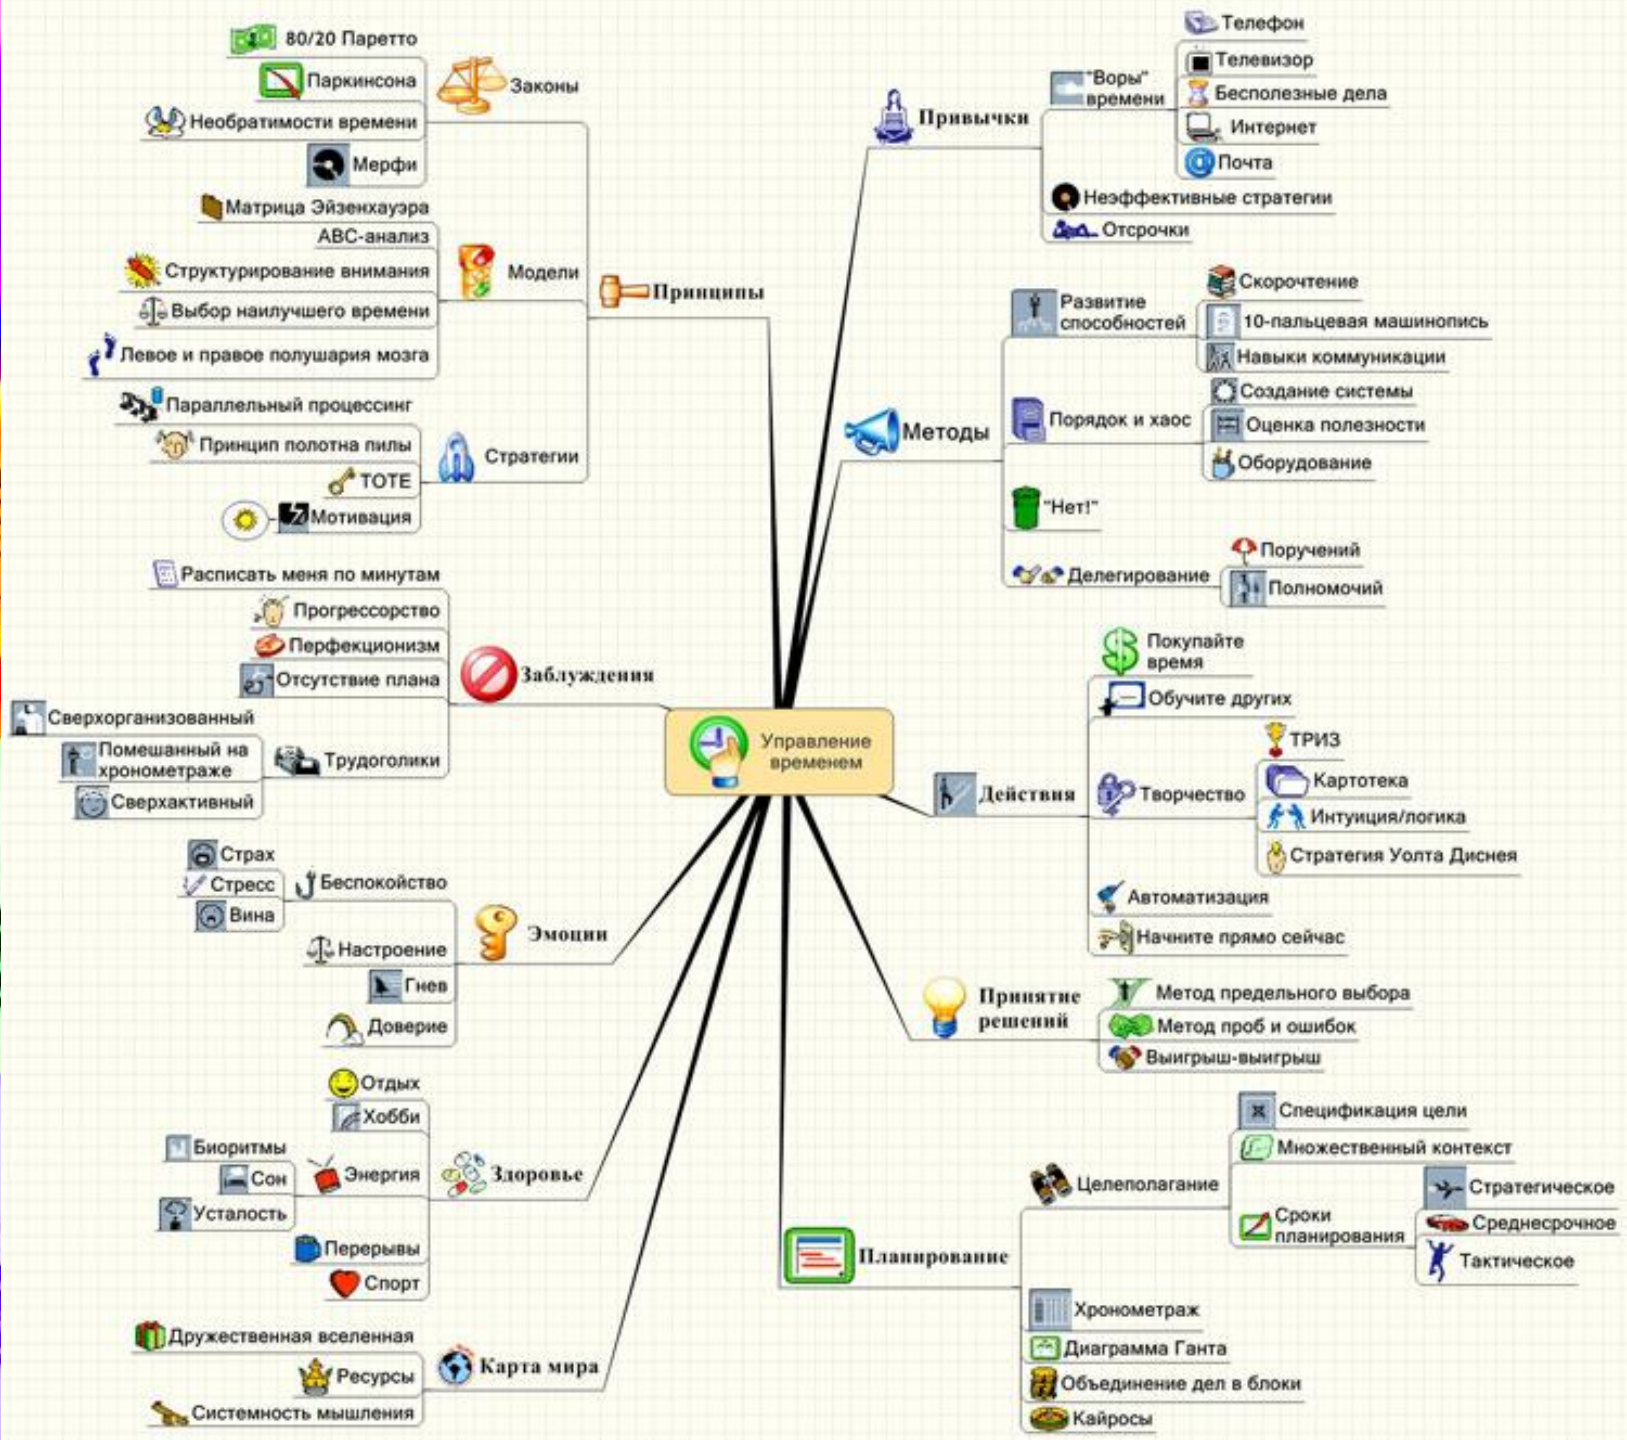 Управление
временем
Привычки
"Воры"
времени
Телефон
Телевизор
Бесполезные дела
Интернет
Почта
Неэффективные стратегии
Отсрочки
Методы
Развитие
способностей
Скорочтение
10-пальцевая машинопись
Навыки коммуникации
Порядок и хаос
Создание системы
Оценка полезности
Оборудование
"Нет!"
Делегирование
Поручений
Полномочий
Действия
Покупайте
время
Обучите других
Творчество
ТРИЗ
Картотека
Интуиция/логика
Стратегия Уолта Диснея
Автоматизация
Начните прямо сейчас
Принятие
решений
Метод предельного выбора
Метод проб и ошибок
Выигрыш-выигрыш
Планирование
Целеполагание
Спецификация цели
Множественный контекст
Сроки
планирования
Стратегическое
Среднесрочное
Тактическое
Хронометраж
Диаграмма Ганта
Объединение дел в блоки
Кайросы
Принципы
Законы
80/20 Паретто
Паркинсона
Необратимости времени
Мерфи
Модели
Матрица Эйзенхауэра
АВС-анализ
Структурирование внимания
Выбор наилучшего времени
Левое и правое полушария мозга
Стратегии
Параллельный процессинг
Принцип полотна пилы
ТОТЕ
Мотивация
Заблуждения
Расписать меня по минутам
Прогрессорство
Перфекционизм
Отсутствие плана
Трудоголики
Сверхорганизованный
Помешанный на
хронометраже
Сверхактивный
Эмоции
Беспокойство
Страх
Стресс
Вина
Настроение
Гнев
Доверие
Здоровье
Отдых
Хобби
Энергия
Биоритмы
Сон
Усталость
Перерывы
Спорт
Карта мира
Дружественная вселенная
Ресурсы
Системность мышления